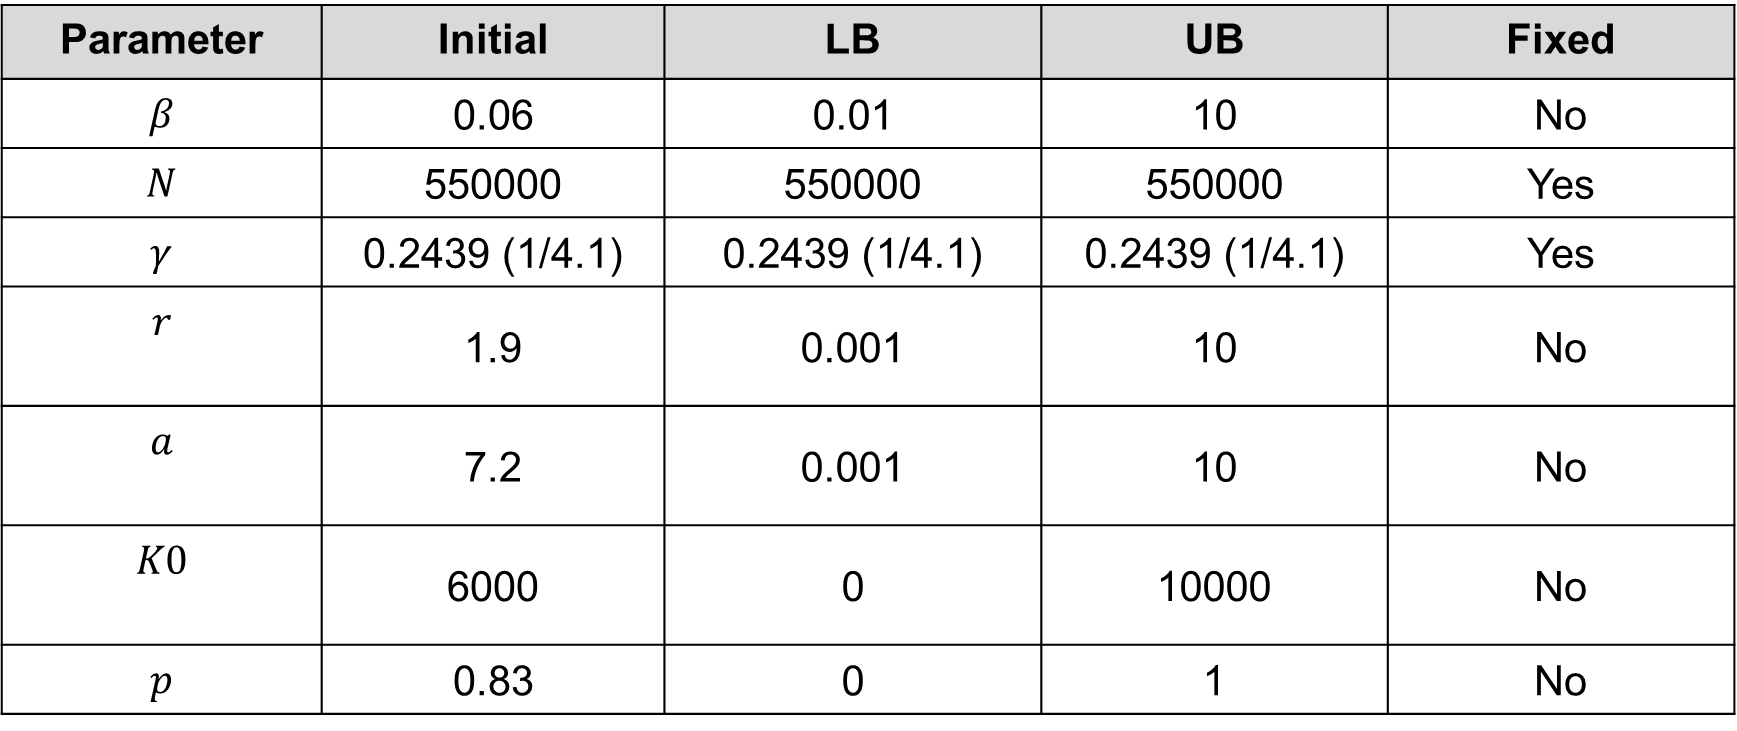 Parameter Initial LB UB Fixed
β 0.06 0.01 10 No
N 550000 550000 550000 Yes
γ 0.2439 (1/4.1) 0.2439 (1/4.1) 0.2439 (1/4.1) Yes
r 1.9 0.001 10 No
a 7.2 0.001 10 No
K0 6000 0 10000 No
p 0.83 0 1 No